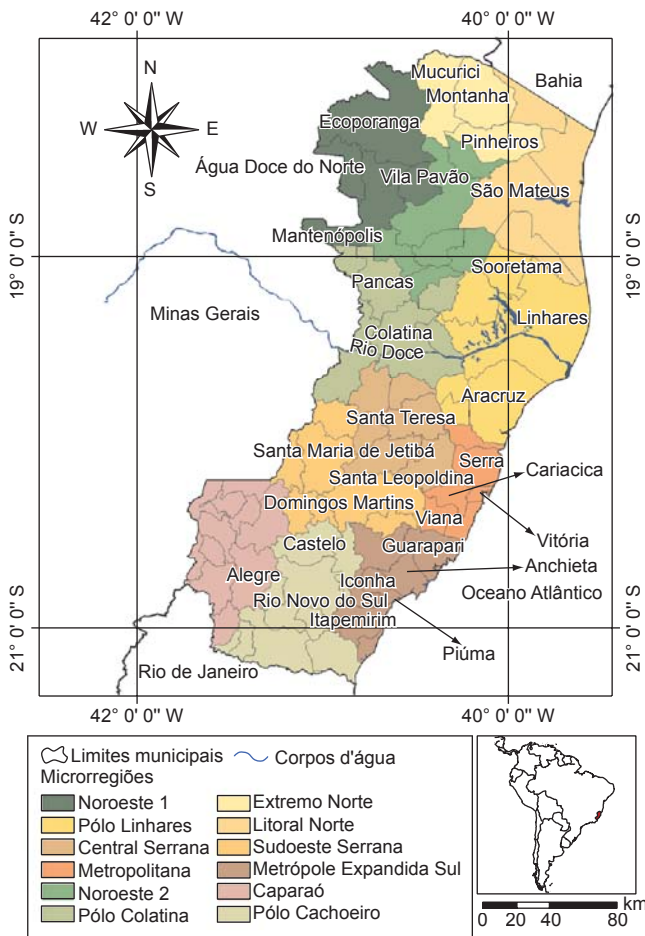 42° 0' 0" W
40° 0' 0" W
N
W
E
S
Bahia
Mucurici
Montanha
Ecoporanga
Pinheiros
Água Doce do Norte
Vila Pavão
São Mateus
Mantenópolis
19° 0' 0" S
19° 0' 0" S
Sooretama
Pancas
Minas Gerais
Linhares
Colatina
Rio Doce
Aracruz
Santa Teresa
Santa Maria de Jetibá
Serra
Cariacica
Santa Leopoldina
Domingos Martins
Viana
Vitória
Castelo
Guarapari
Anchieta
Alegre
Iconha
Oceano Atlântico
Rio Novo do Sul
Itapemirim
21° 0' 0" S
21° 0' 0" S
Piúma
Rio de Janeiro
42° 0' 0" W
40° 0' 0" W
Limites municipais
Corpos d'água
Microrregiões
Noroeste 1
Extremo Norte
Pólo Linhares
Litoral Norte
Central Serrana
Sudoeste Serrana
Metropolitana
Metrópole Expandida Sul
Noroeste 2
Caparaó
Pólo Colatina
Pólo Cachoeiro
km
0 20 40 60 80